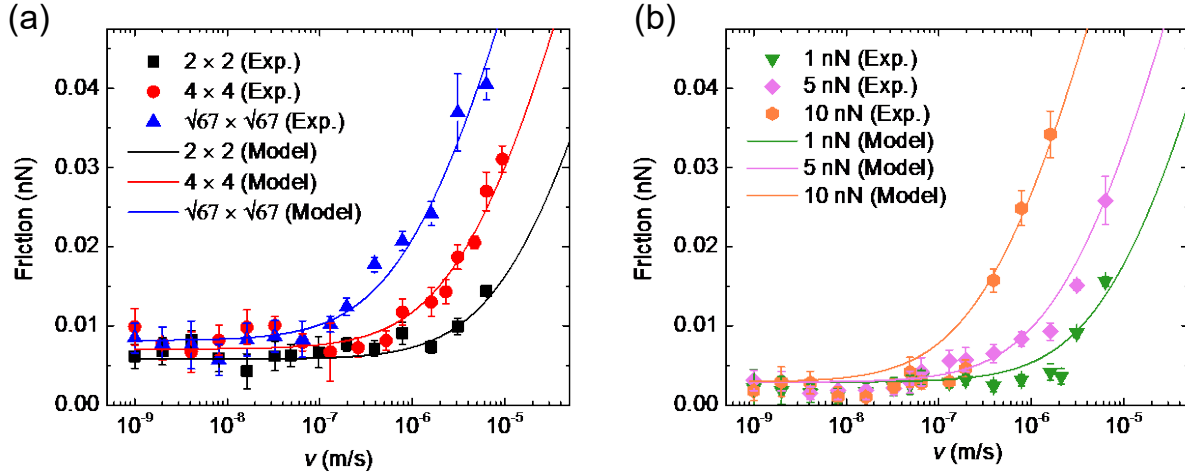 (a)
0.04
0.03
0.02
0.01
0.00
Friction (nN)
2 × 2 (Exp.)
4 × 4 (Exp.)
√67 × √67 (Exp.)
2 × 2 (Model)
4 × 4 (Model)
√67 × √67 (Model)
10⁻⁹ 10⁻⁸ 10⁻⁷ 10⁻⁶ 10⁻⁵
v (m/s)
(b)
0.04
0.03
0.02
0.01
0.00
Friction (nN)
1 nN (Exp.)
5 nN (Exp.)
10 nN (Exp.)
1 nN (Model)
5 nN (Model)
10 nN (Model)
10⁻⁹ 10⁻⁸ 10⁻⁷ 10⁻⁶ 10⁻⁵
v (m/s)